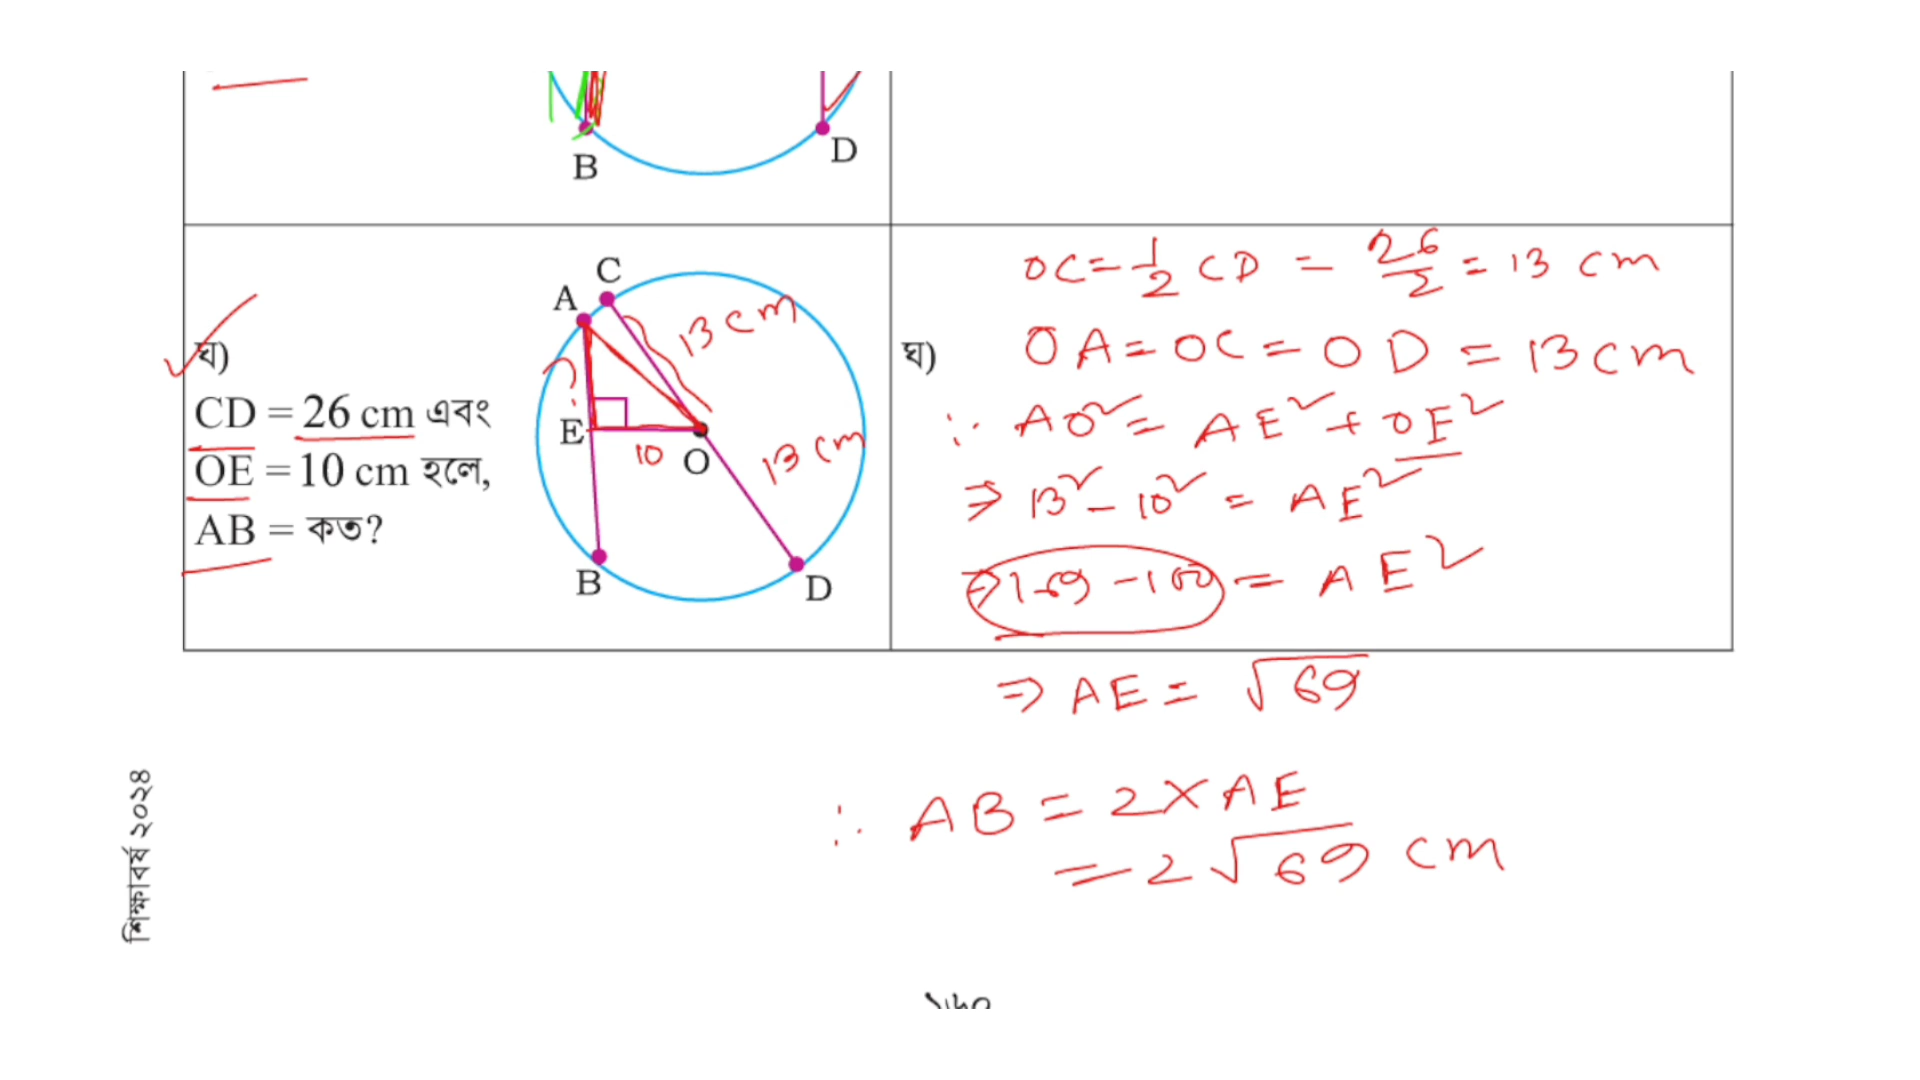 B
D
ঘ)
CD = 26 cm এবং
OE = 10 cm হলে,
AB = কত?
C
A
13 cm
?
E
10
O
13 cm
B
D
ঘ)
OC = 1/2 CD = 26/2 = 13 cm
OA = OC = OD = 13 cm
∴ AO² = AE² + OE²
⇒ 13² - 10² = AE²
⇒ 169 - 100 = AE²
⇒ AE = √69
∴ AB = 2 × AE
= 2√69 cm
শিক্ষাবর্ষ ২০২৪